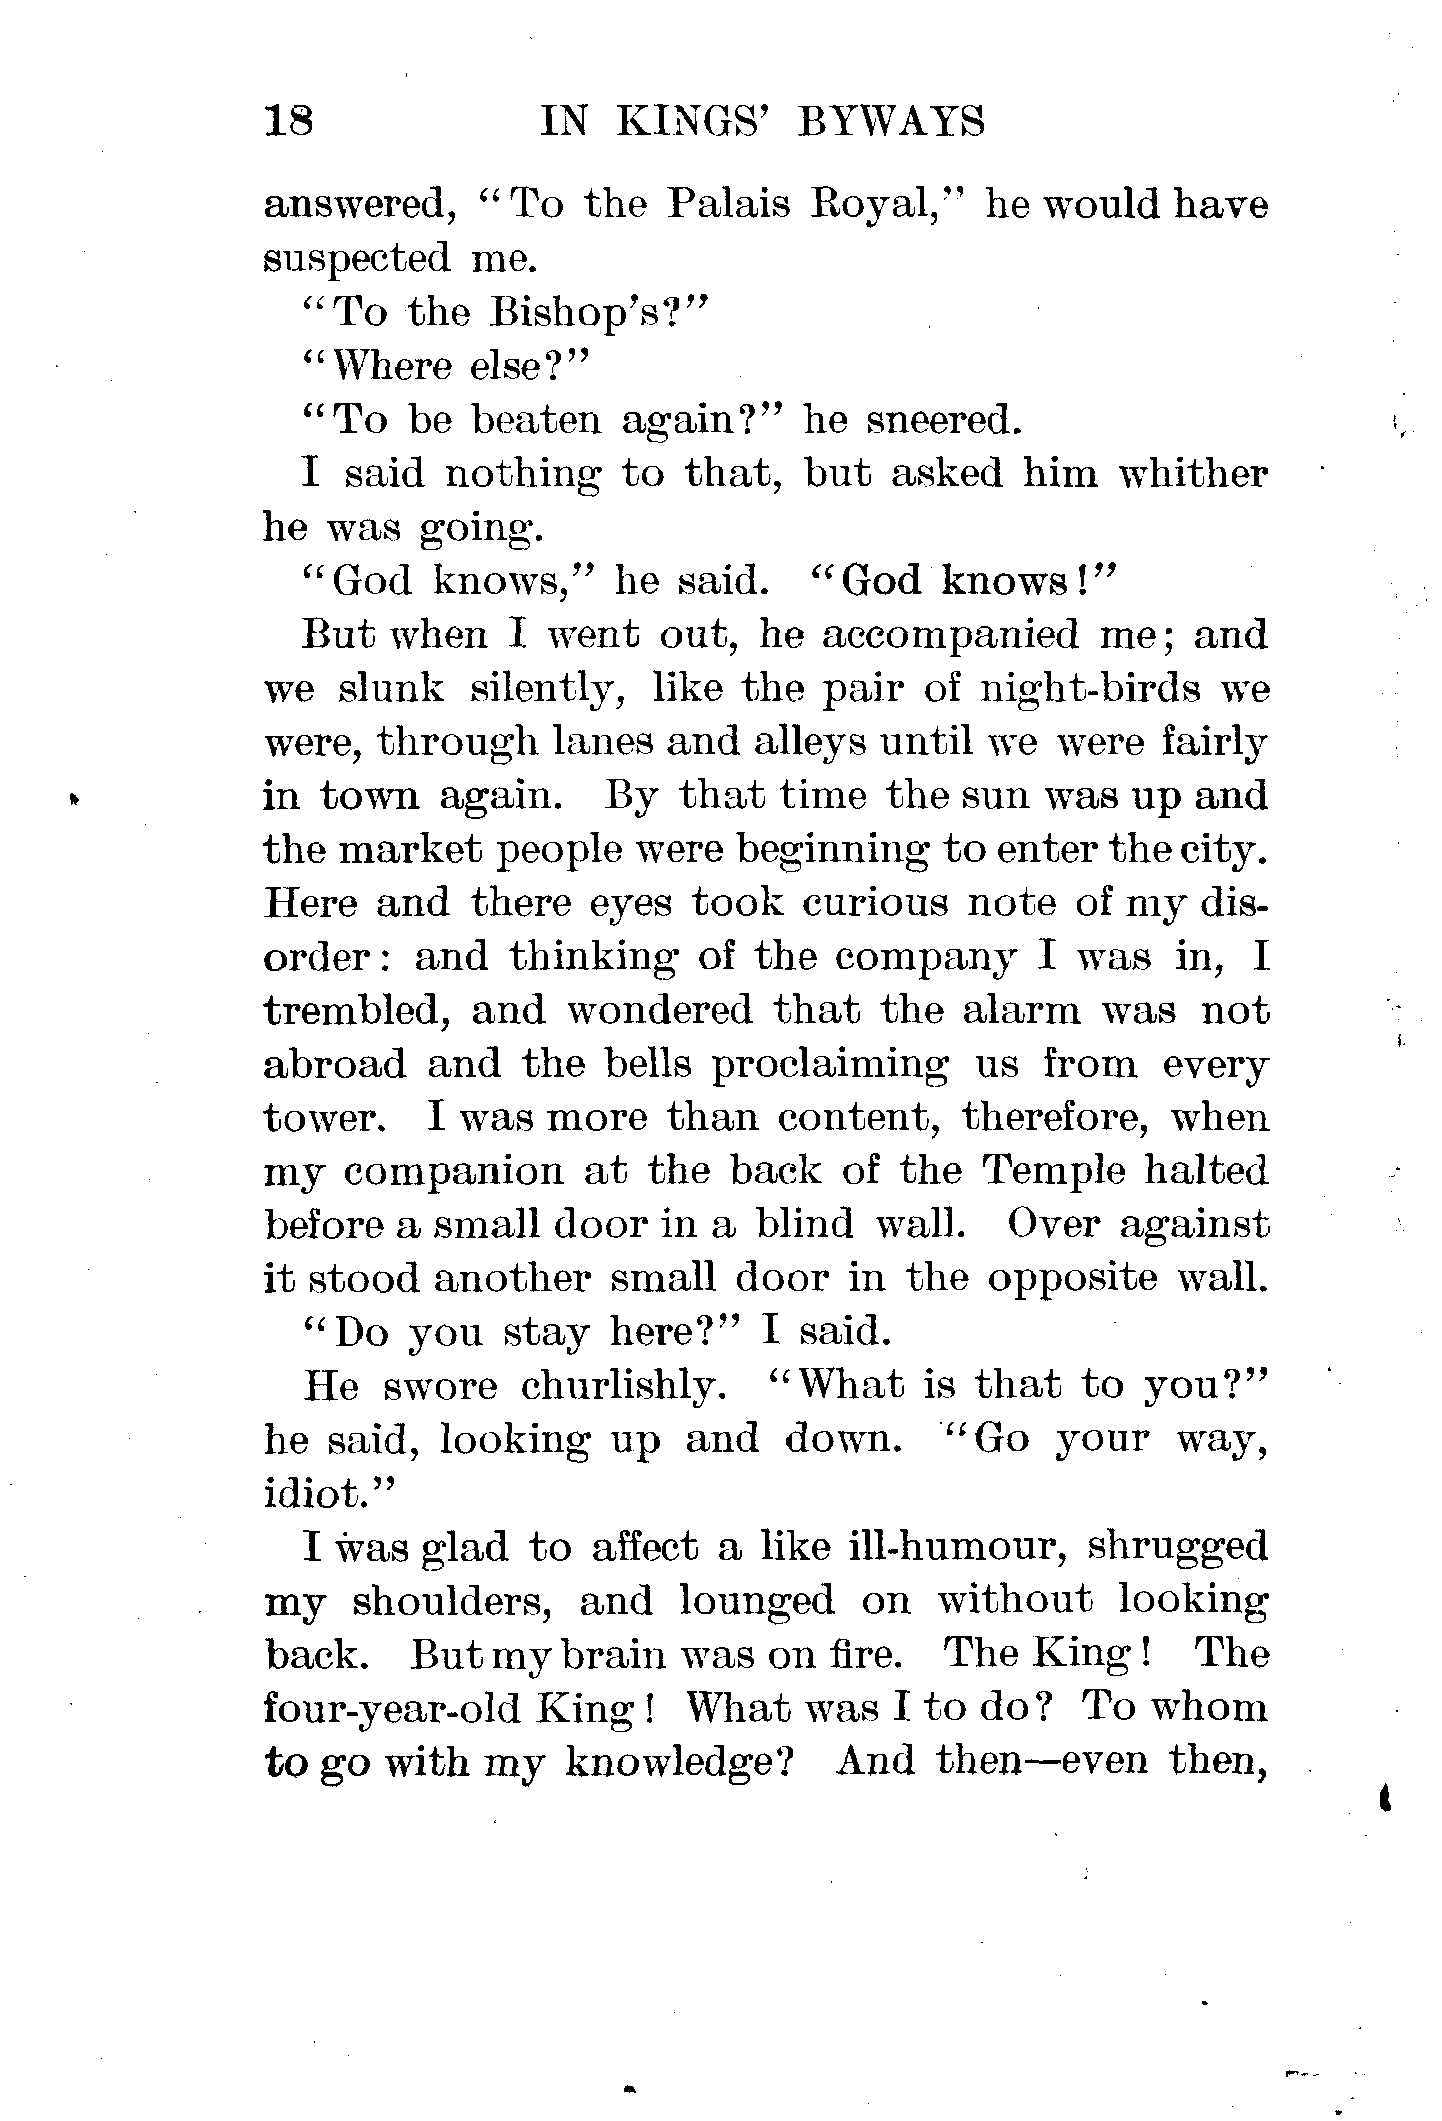 18 IN KINGS' BYWAYS
answered, "To the Palais Royal," he would have
suspected me.
"To the Bishop's?"
"Where else?"
"To be beaten again?" he sneered.
I said nothing to that, but asked him whither
he was going.
"God knows," he said. "God knows!"
But when I went out, he accompanied me; and
we slunk silently, like the pair of night-birds we
were, through lanes and alleys until we were fairly
in town again. By that time the sun was up and
the market people were beginning to enter the city.
Here and there eyes took curious note of my dis-
order: and thinking of the company I was in, I
trembled, and wondered that the alarm was not
abroad and the bells proclaiming us from every
tower. I was more than content, therefore, when
my companion at the back of the Temple halted
before a small door in a blind wall. Over against
it stood another small door in the opposite wall.
"Do you stay here?" I said.
He swore churlishly. "What is that to you?"
he said, looking up and down. "Go your way,
idiot."
I was glad to affect a like ill-humour, shrugged
my shoulders, and lounged on without looking
back. But my brain was on fire. The King! The
four-year-old King! What was I to do? To whom
to go with my knowledge? And then—even then,